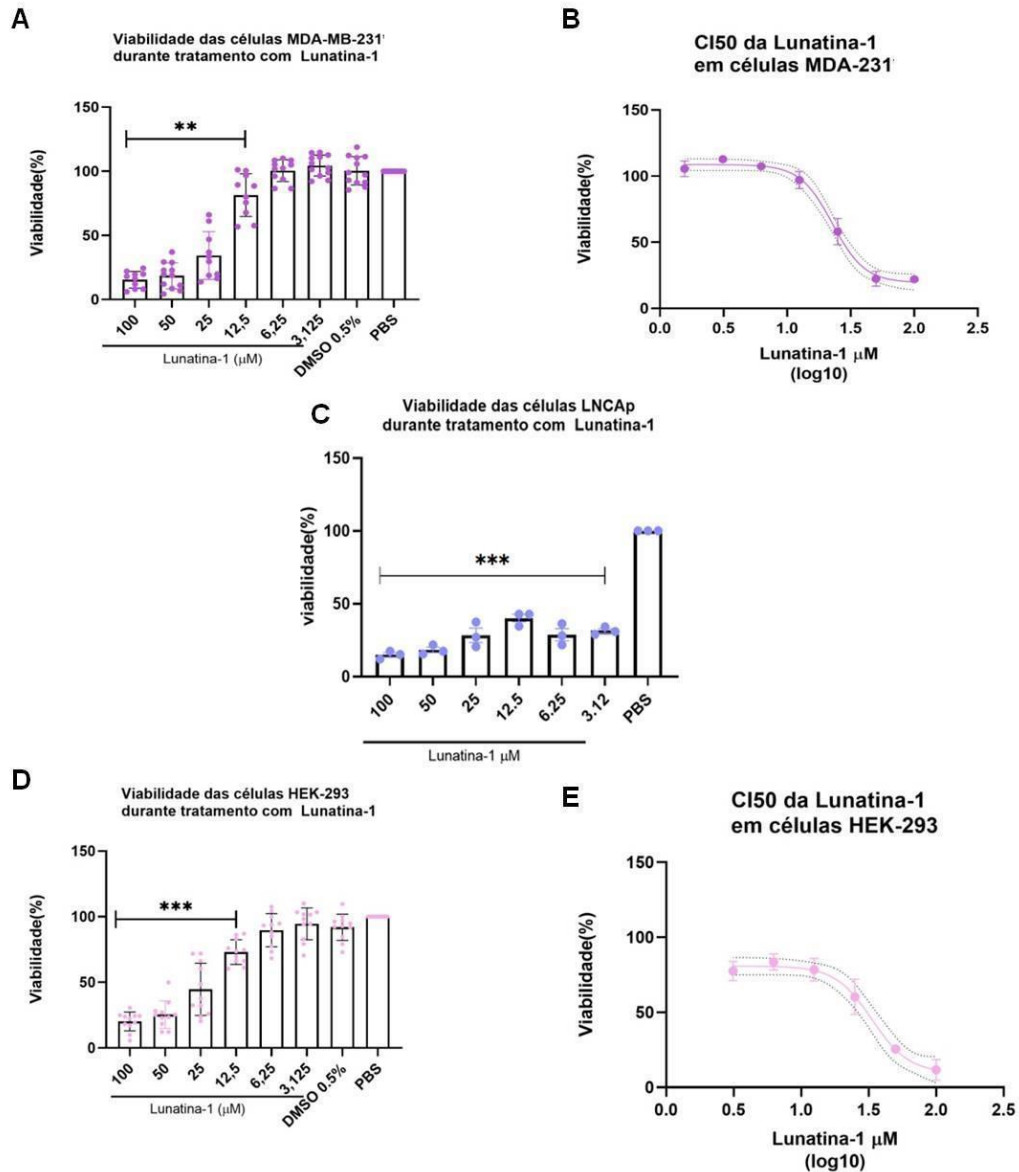 A
Viabilidade das células MDA-MB-231'
durante tratamento com Lunatina-1
Viabilidade(%)
150
100
50
0
**
100
50
25
12,5
6,25
3,125
DMSO 0.5%
PBS
Lunatina-1 (μM)
B
CI50 da Lunatina-1
em células MDA-231'
Viabilidade(%)
150
100
50
0
0.0
0.5
1.0
1.5
2.0
2.5
Lunatina-1 μM
(log10)
C
Viabilidade das células LNCAp
durante tratamento com Lunatina-1
viabilidade(%)
150
100
50
0
***
100
50
25
12.5
6.25
3.12
PBS
Lunatina-1 μM
D
Viabilidade das células HEK-293
durante tratamento com Lunatina-1
Viabilidade(%)
150
100
50
0
***
100
50
25
12,5
6,25
3,125
DMSO 0.5%
PBS
Lunatina-1 (μM)
E
CI50 da Lunatina-1
em células HEK-293
Viabilidade(%)
150
100
50
0
0.0
0.5
1.0
1.5
2.0
2.5
Lunatina-1 μM
(log10)